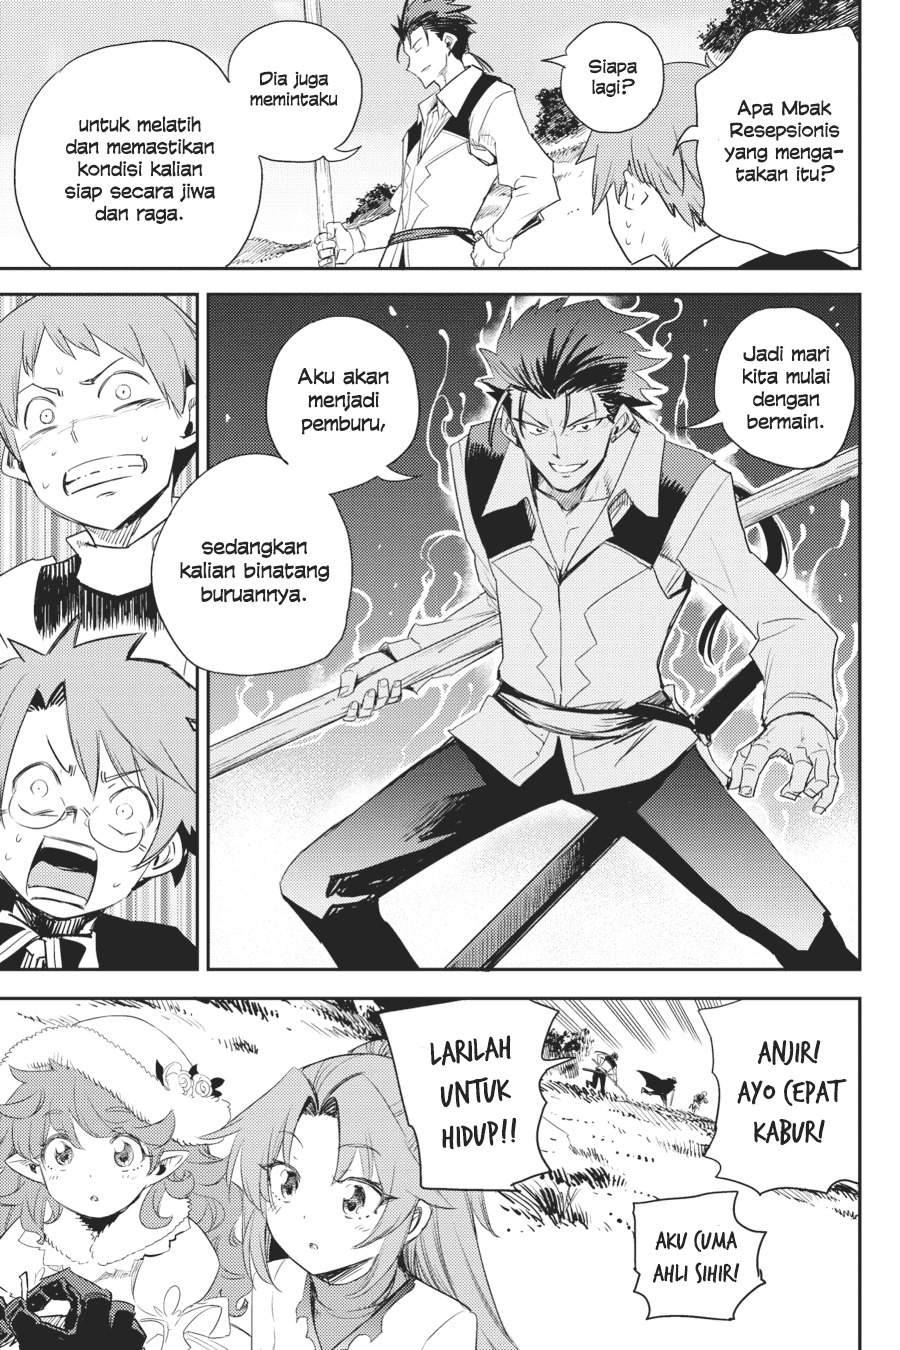 Apa Mbak
Resepsionis
yang menga-
takan itu?
Siapa
lagi?
Dia juga
memintaku
untuk melatih
dan memastikan
kondisi kalian
siap secara jiwa
dan raga.
Jadi mari
kita mulai
dengan
bermain.
Aku akan
menjadi
pemburu,
sedangkan
kalian binatang
buruannya.
ANJIR!
AYO CEPAT
KABUR!
LARILAH
UNTUK
HIDUP!!
AKU CUMA
AHLI SIHIR!